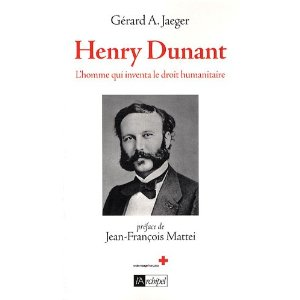 Gérard A. Jaeger
Henry Dunant
L'homme qui inventa le droit humanitaire
préface de
Jean-François Mattei
l'Archipel